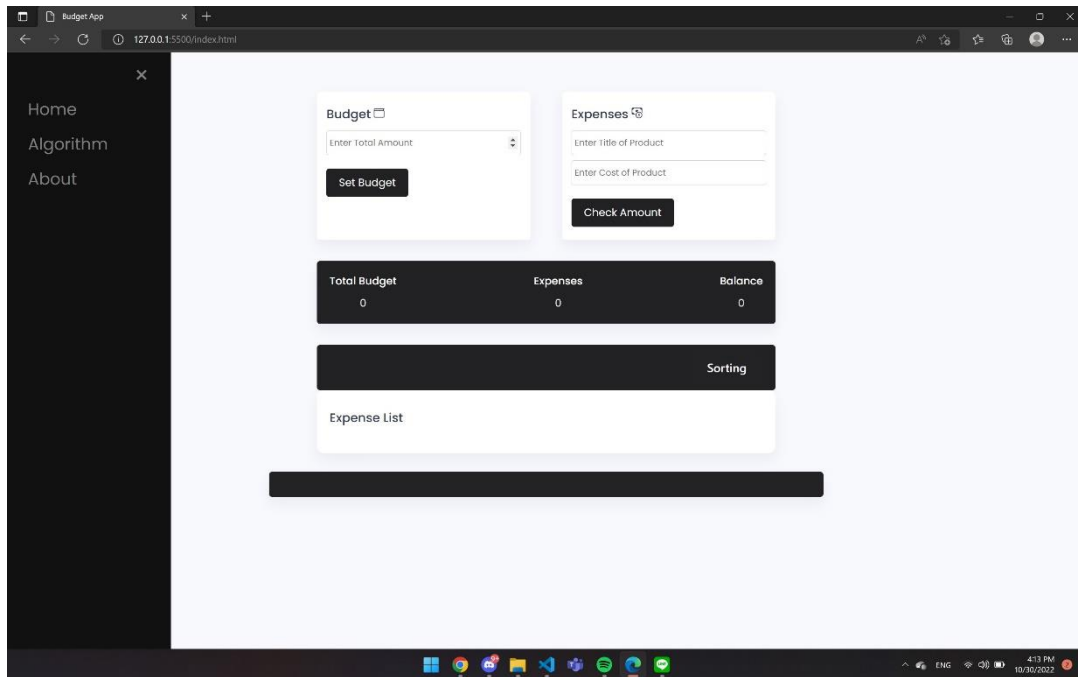 Budget App
127.0.0.1:5500/index.html
Home
Algorithm
About
Budget
Enter Total Amount
Set Budget
Expenses
Enter Title of Product
Enter Cost of Product
Check Amount
Total Budget Expenses Balance
0 0 0
Sorting
Expense List
ENG
4:13 PM
10/30/2022
2